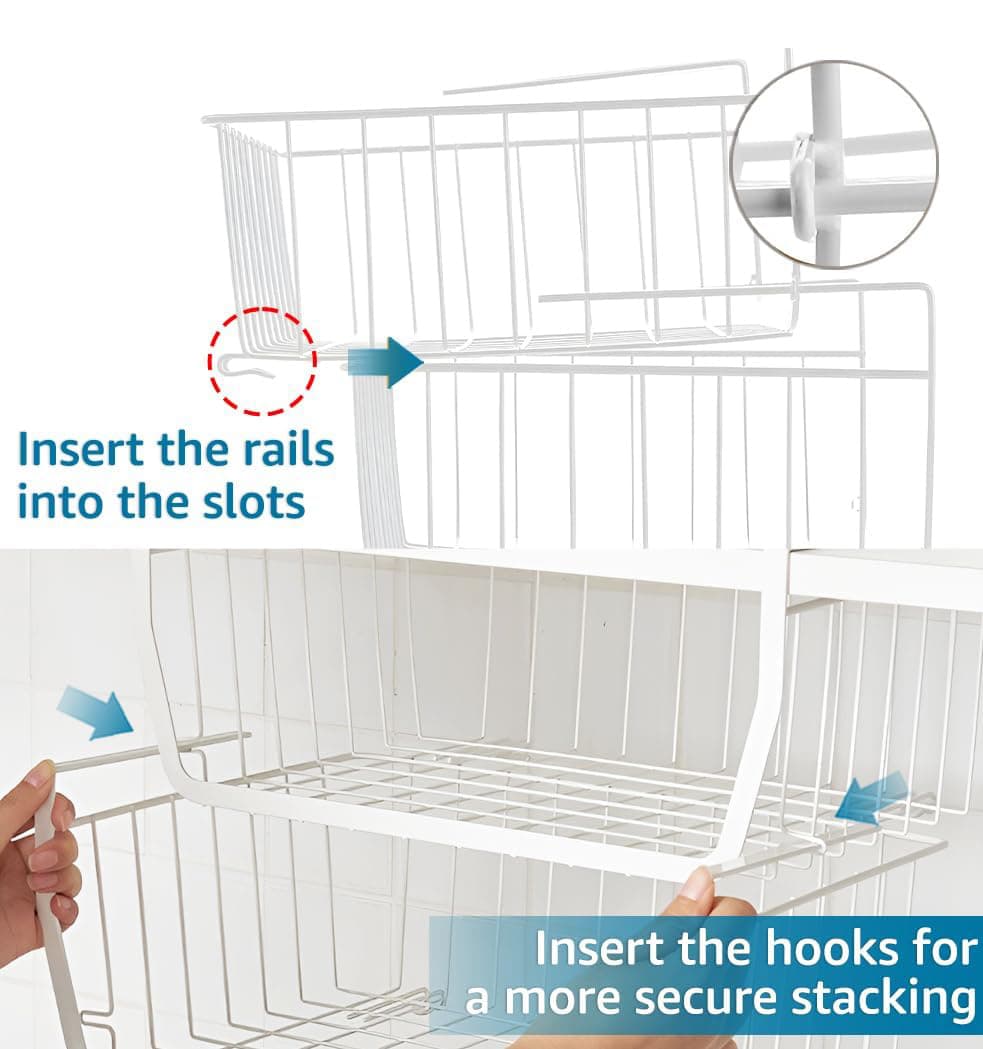 Insert the rails
into the slots
Insert the hooks for
a more secure stacking